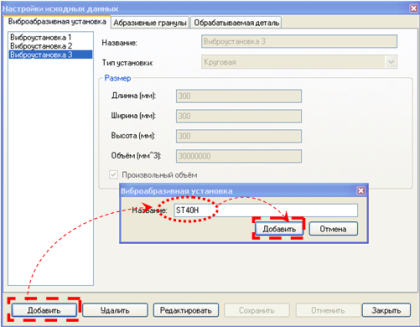 Настройки исходных данных
Виброабразивная установка Абразивные гранулы Обрабатываемая деталь
Виброустановка 1
Виброустановка 2
Виброустановка 3
Название: Виброустановка 3
Тип установки: Круговая
Размер
Длинна (мм): 300
Ширина (мм): 300
Высота (мм): 300
Объём (мм^3): 30000000
Произвольный объём
Виброабразивная установка
Название: ST40H
Добавить Отмена
Добавить Удалить Редактировать Сохранить Отменить Закрыть